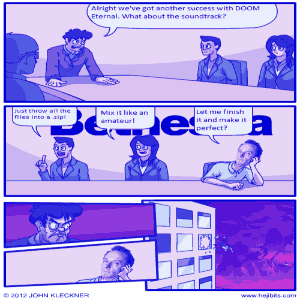 Alright we've got another success with DOOM
Eternal. What about the soundtrack?
Just throw all the
files into a .zip!
Mix it like an
amateur!
Let me finish
it and make it
perfect?
Bethesda
© 2012 JOHN KLECKNER
www.hejibits.com